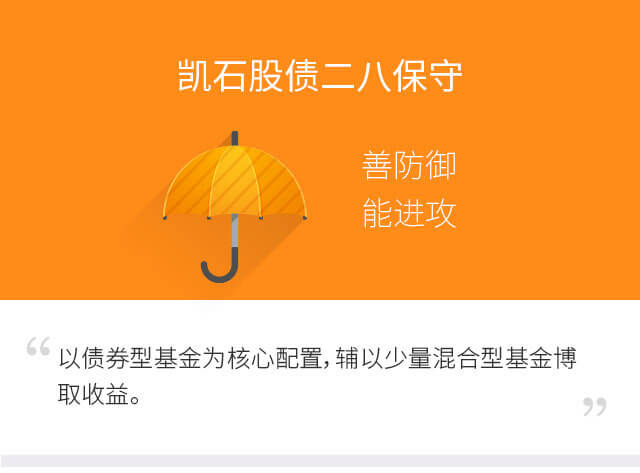 凯石股债二八保守
善防御
能进攻
“以债券型基金为核心配置，辅以少量混合型基金博
取收益。”